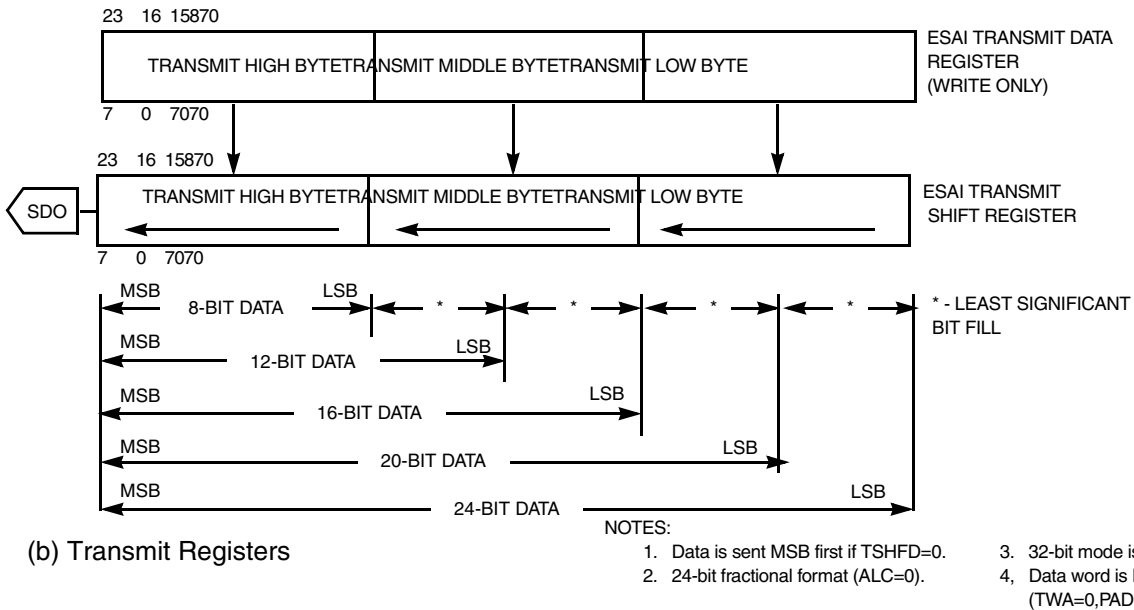 23 16 15870
TRANSMIT HIGH BYTETRANSMIT MIDDLE BYTETRANSMIT LOW BYTE
ESAI TRANSMIT DATA
REGISTER
(WRITE ONLY)
7 0 7070
23 16 15870
SDO
TRANSMIT HIGH BYTETRANSMIT MIDDLE BYTETRANSMIT LOW BYTE
ESAI TRANSMIT
SHIFT REGISTER
7 0 7070
MSB LSB
8-BIT DATA * * * *
* - LEAST SIGNIFICANT
BIT FILL
MSB LSB
12-BIT DATA
MSB LSB
16-BIT DATA
MSB LSB
20-BIT DATA
MSB LSB
24-BIT DATA
(b) Transmit Registers
NOTES:
1. Data is sent MSB first if TSHFD=0.
2. 24-bit fractional format (ALC=0).
3. 32-bit mode is
4, Data word is
(TWA=0,PAD